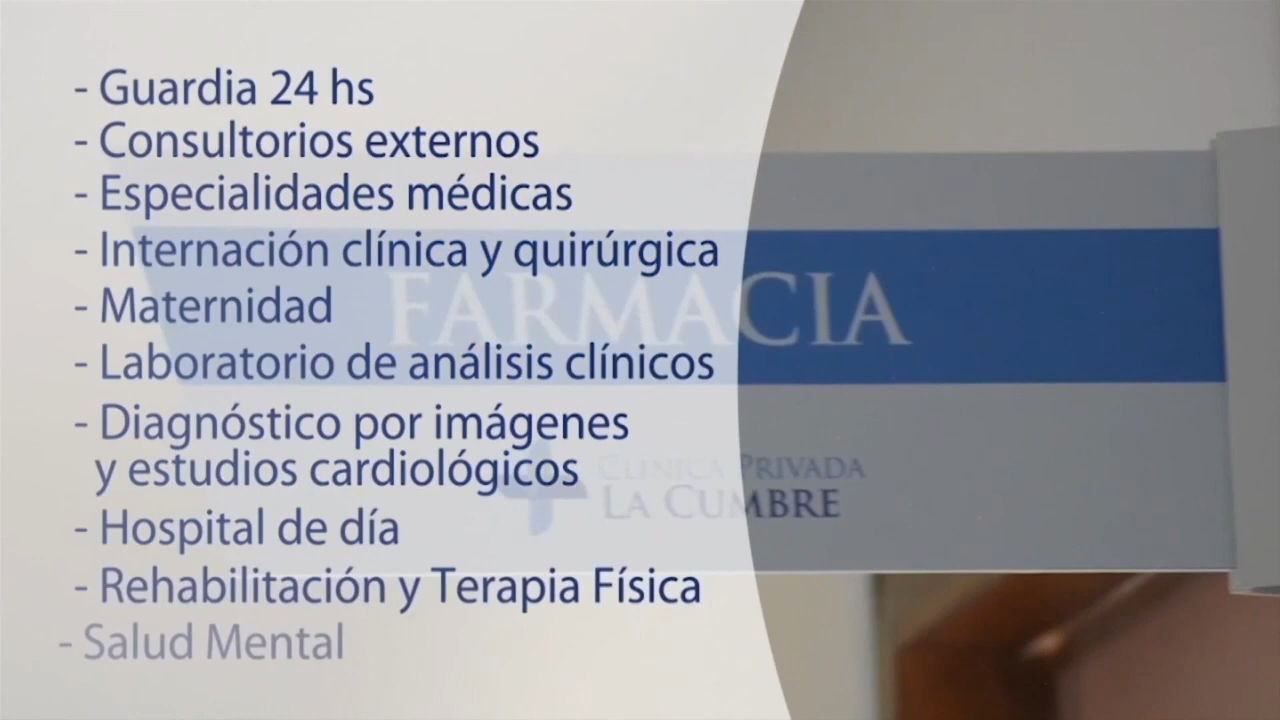 - Guardia 24 hs
- Consultorios externos
- Especialidades médicas
- Internación clínica y quirúrgica
- Maternidad
- Laboratorio de análisis clínicos
- Diagnóstico por imágenes
y estudios cardiológicos
- Hospital de día
- Rehabilitación y Terapia Física
- Salud Mental
FARMACIA
CLÍNICA PRIVADA
LA CUMBRE